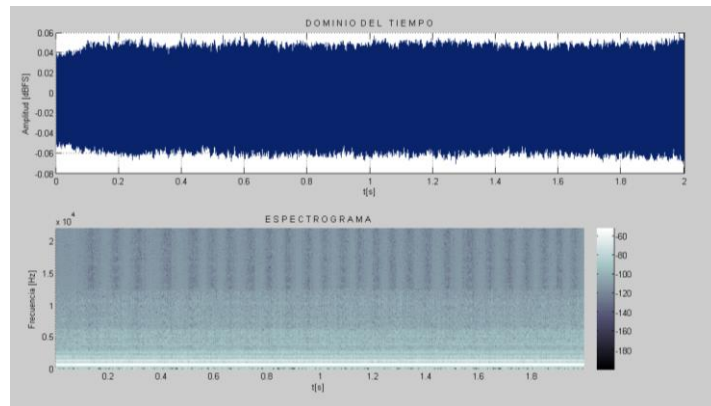 DOMINIO DEL TIEMPO
Amplitud [dBFS]
0.06
0.04
0.02
0
-0.02
-0.04
-0.06
-0.08
0 0.2 0.4 0.6 0.8 1 1.2 1.4 1.6 1.8 2
t[s]
ESPECTROGRAMA
x 10^4
Frecuencia [Hz]
2
1.5
1
0.5
0
0.2 0.4 0.6 0.8 1 1.2 1.4 1.6 1.8
t[s]
-60
-80
-100
-120
-140
-160
-180